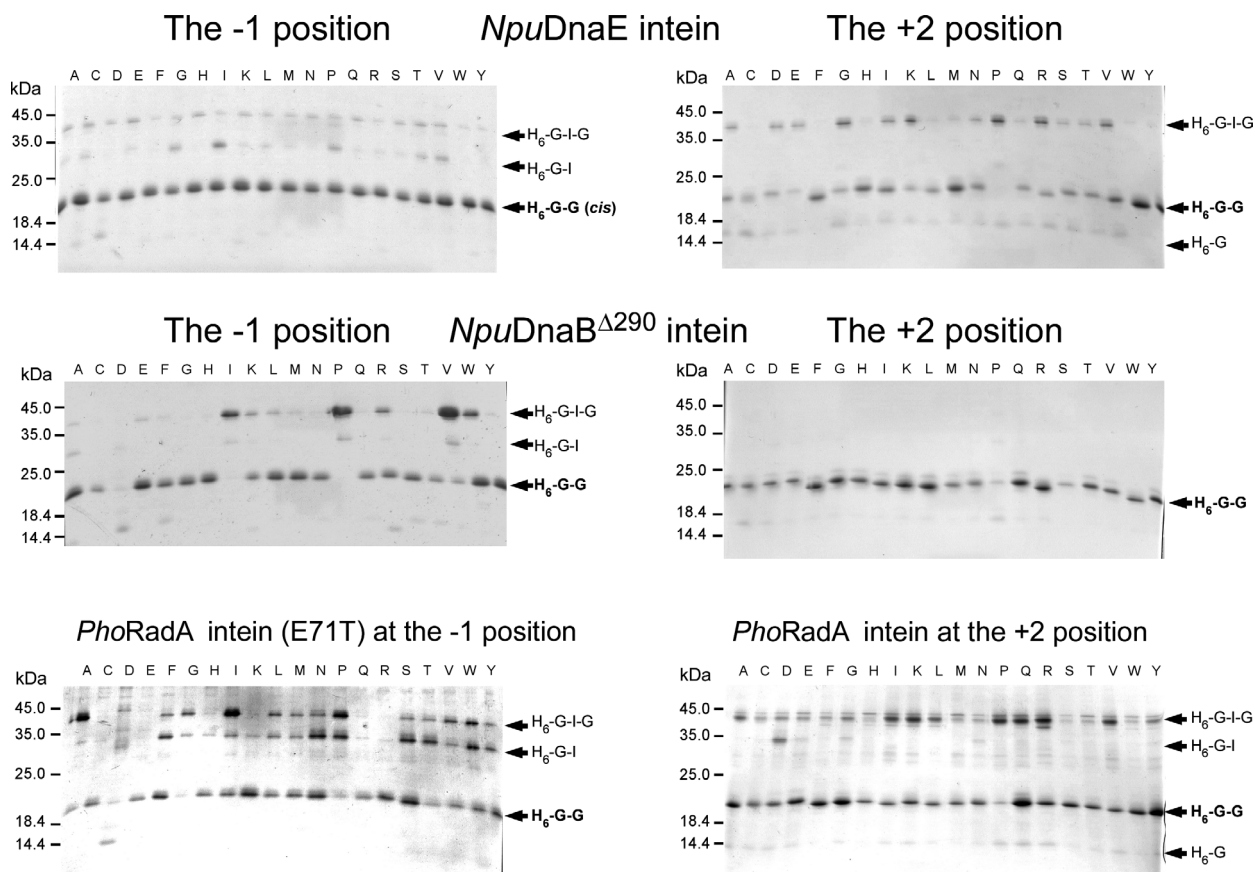 The -1 position NpuDnaE intein The +2 position
kDa A C D E F G H I K L M N P Q R S T V W Y
45.0
35.0
25.0
18.4
14.4
H6-G-I-G
H6-G-I
H6-G-G (cis)
kDa A C D E F G H I K L M N P Q R S T V W Y
45.0
35.0
25.0
18.4
14.4
H6-G-I-G
H6-G-G
H6-G
The -1 position NpuDnaBΔ290 intein The +2 position
kDa A C D E F G H I K L M N P Q R S T V W Y
45.0
35.0
25.0
18.4
14.4
H6-G-I-G
H6-G-I
H6-G-G
kDa A C D E F G H I K L M N P Q R S T V W Y
45.0
35.0
25.0
18.4
14.4
H6-G-G
PhoRadA intein (E71T) at the -1 position
kDa A C D E F G H I K L M N P Q R S T V W Y
45.0
35.0
25.0
18.4
14.4
H6-G-I-G
H6-G-I
H6-G-G
PhoRadA intein at the +2 position
kDa A C D E F G H I K L M N P Q R S T V W Y
45.0
35.0
25.0
18.4
14.4
H6-G-I-G
H6-G-I
H6-G-G
H6-G